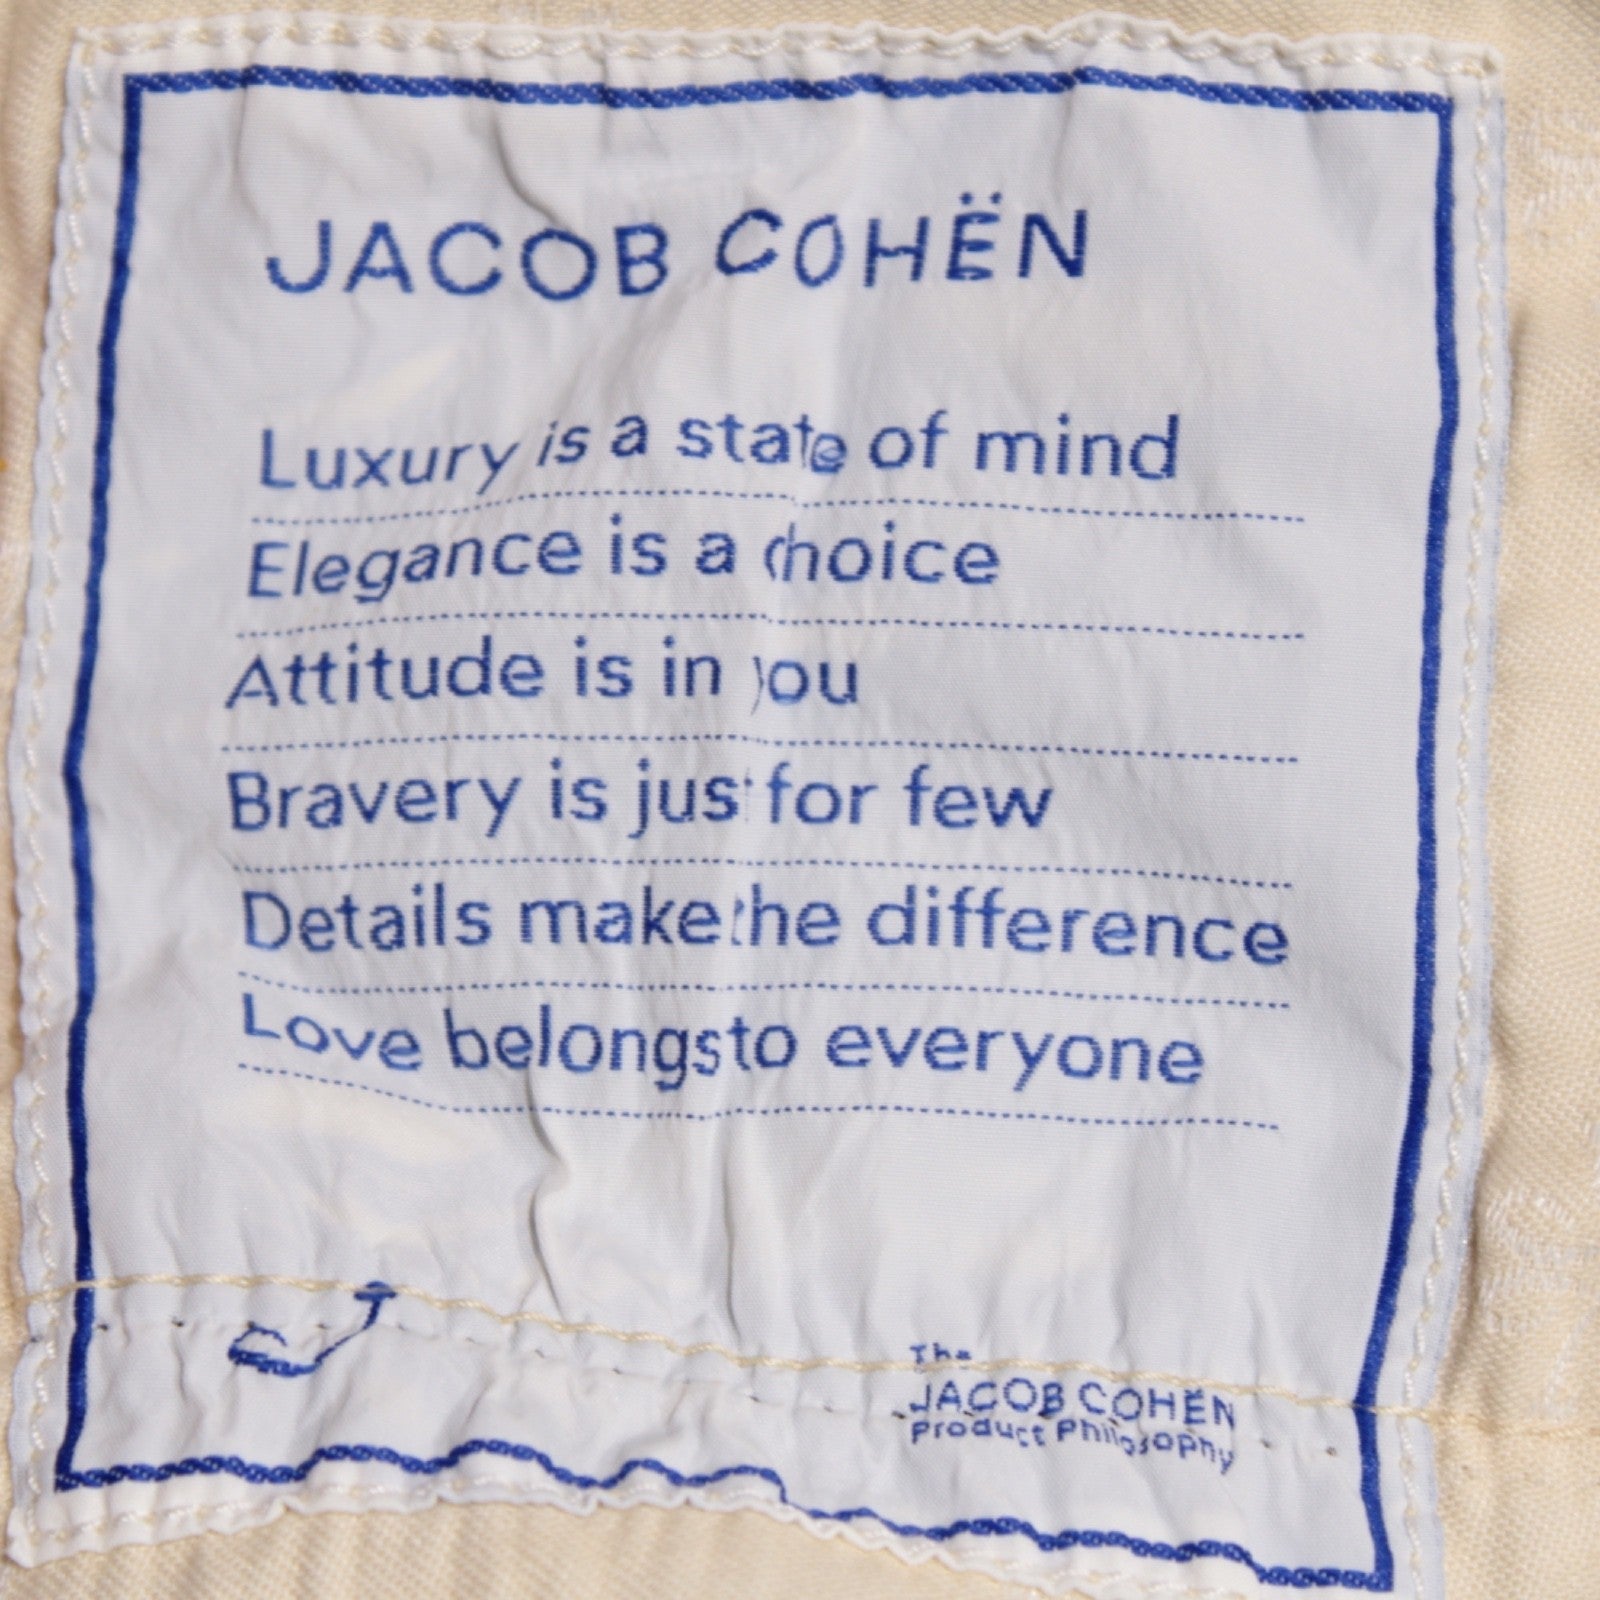 JACOB COHËN
Luxury is a state of mind
Elegance is a choice
Attitude is in you
Bravery is just for few
Details make the difference
Love belongs to everyone
The
JACOB COHËN
Product Philosophy